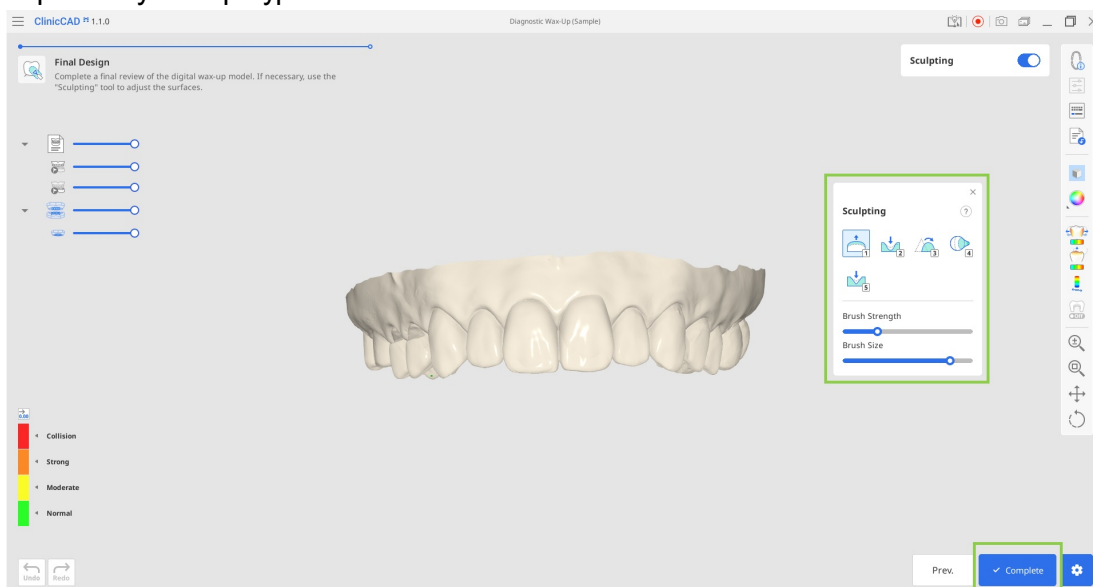 ClinicCAD 1.1.0
Diagnostic Wax-Up (Sample)
Final Design
Complete a final review of the digital wax-up model. If necessary, use the
"Sculpting" tool to adjust the surfaces.
Sculpting
Sculpting
?
1
2
3
4
5
Brush Strength
Brush Size
0.00
Collision
Strong
Moderate
Normal
Undo
Redo
Prev.
Complete